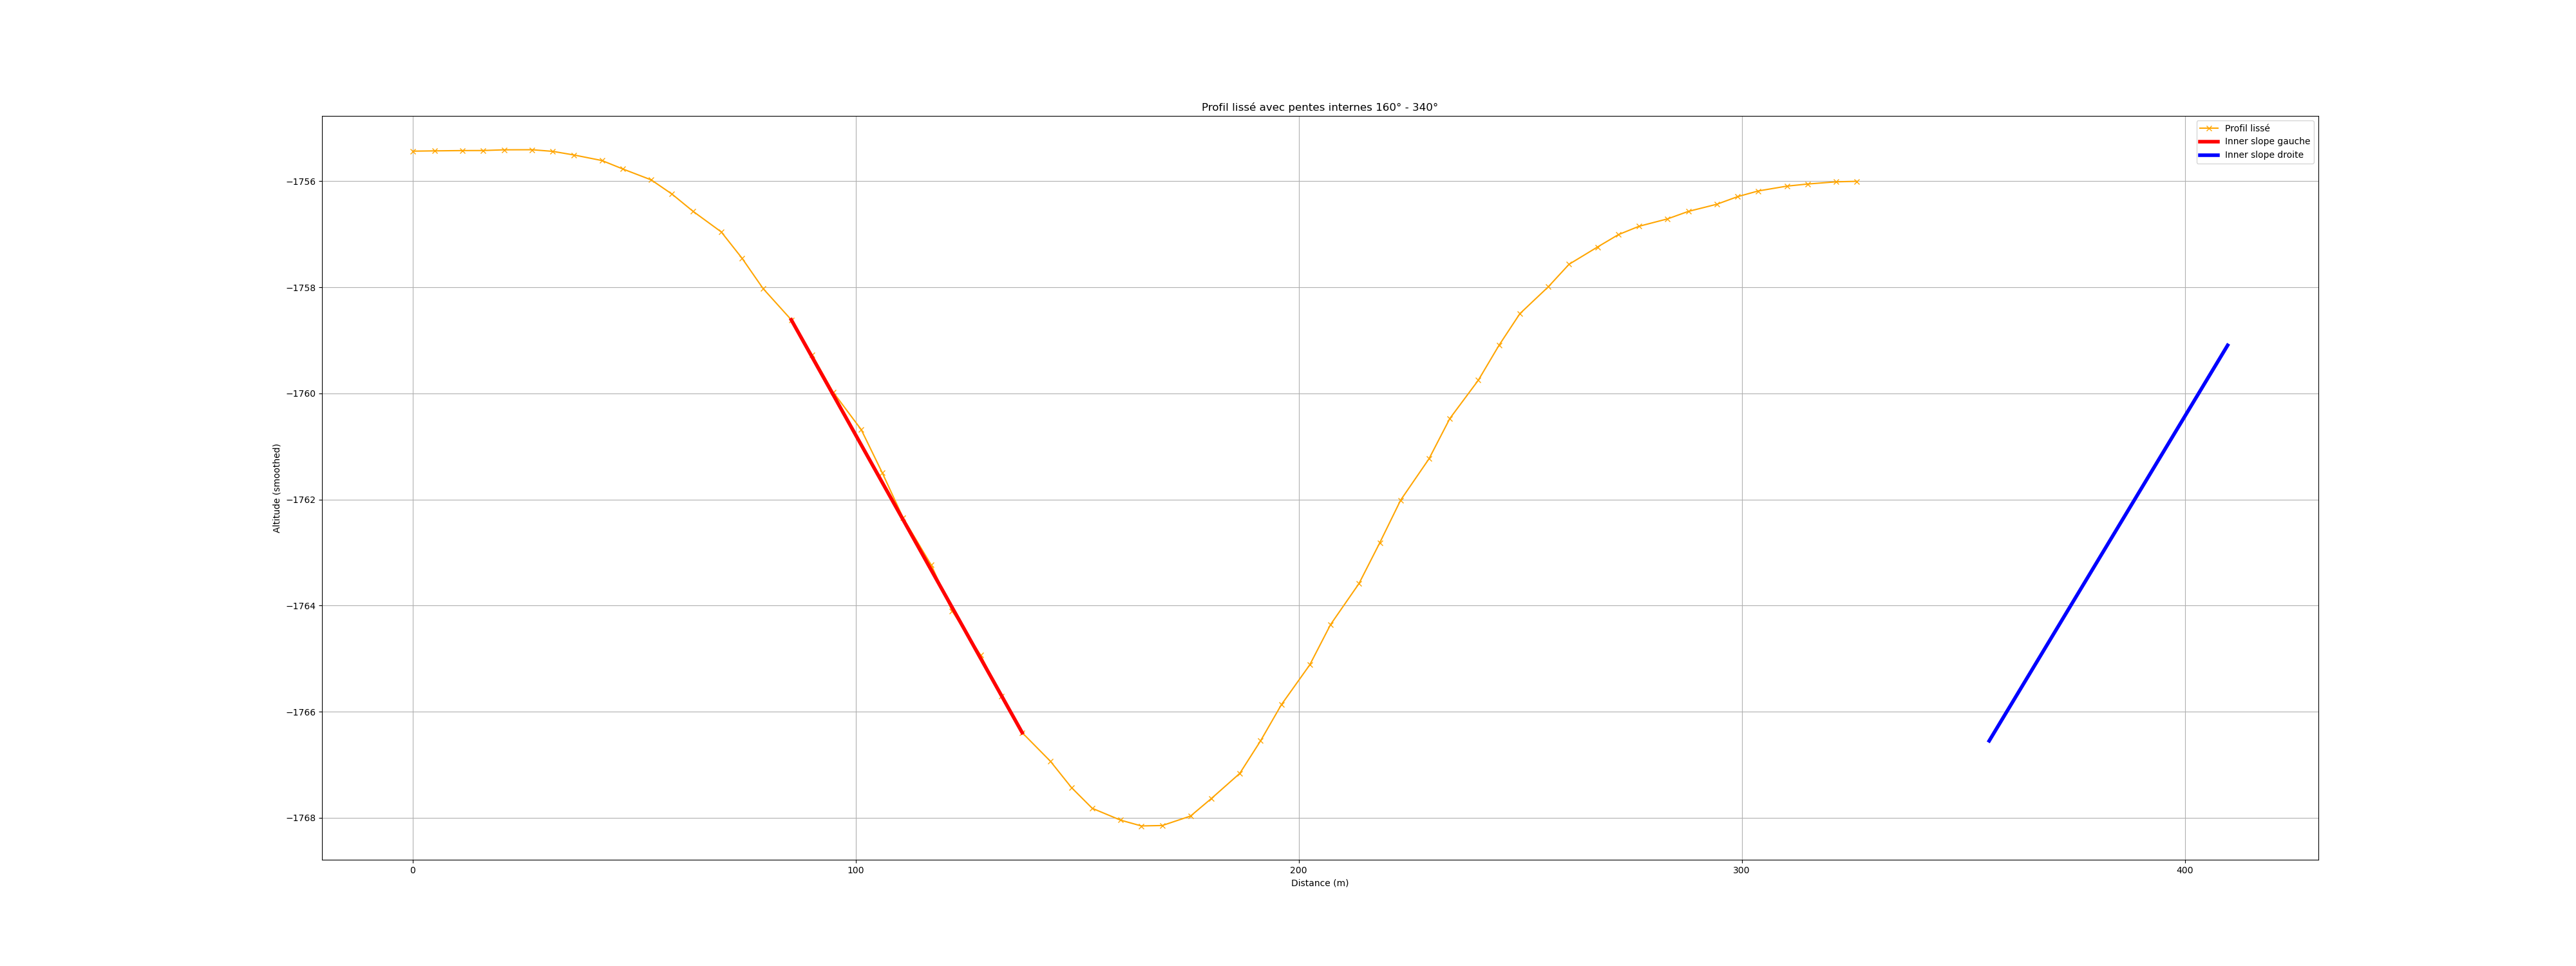 Profil lissé avec pentes internes 160° - 340°
Profil lissé
Inner slope gauche
Inner slope droite
Altitude (smoothed)
−1756
−1758
−1760
−1762
−1764
−1766
−1768
0
100
200
300
400
Distance (m)